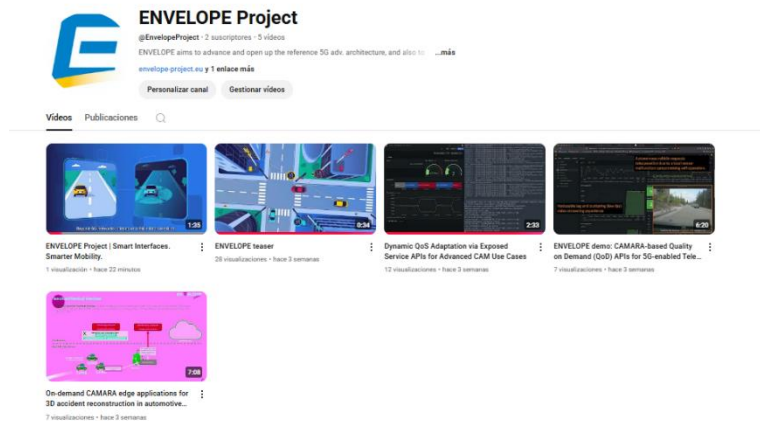 ENVELOPE Project
@EnvelopeProject · 2 suscriptores · 5 vídeos
ENVELOPE aims to advance and open up the reference 5G adv. architecture, and also to ...más
envelope-project.eu y 1 enlace más
Personalizar canal Gestionar vídeos
Vídeos Publicaciones
1:35
0:34
2:33
6:20
ENVELOPE Project | Smart Interfaces.
Smarter Mobility.
1 visualización · hace 22 minutos
ENVELOPE teaser
28 visualizaciones · hace 3 semanas
Dynamic QoS Adaptation via Exposed
Service APIs for Advanced CAM Use Cases
12 visualizaciones · hace 3 semanas
ENVELOPE demo: CAMARA-based Quality
on Demand (QoD) APIs for 5G-enabled Tele...
7 visualizaciones · hace 3 semanas
7:08
On-demand CAMARA edge applications for
3D accident reconstruction in automotive...
7 visualizaciones · hace 3 semanas